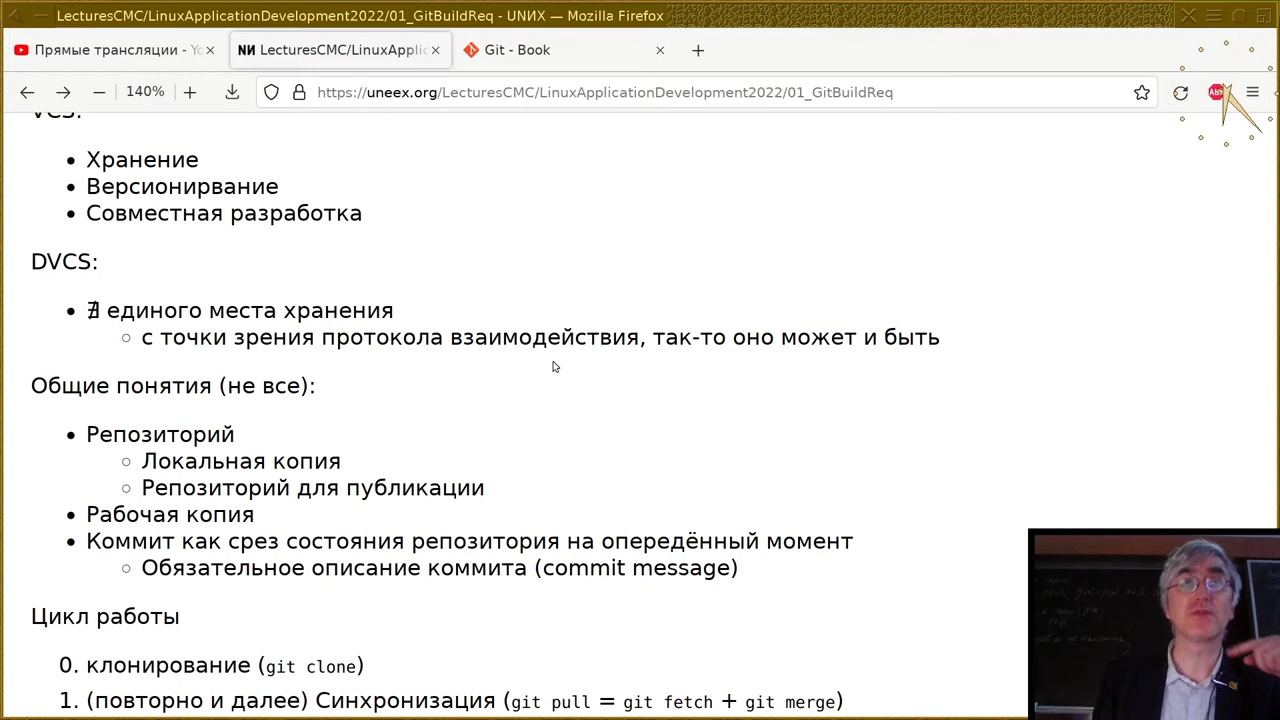 LecturesCMC/LinuxApplicationDevelopment2022/01_GitBuildReq - UNИX — Mozilla Firefox
Прямые трансляции - Yo
NИ LecturesCMC/LinuxApplic
Git - Book
140%
https://uneex.org/LecturesCMC/LinuxApplicationDevelopment2022/01_GitBuildReq
VCS:
• Хранение
• Версионирвание
• Совместная разработка
DVCS:
• ∄ единого места хранения
◦ с точки зрения протокола взаимодействия, так-то оно может и быть
Общие понятия (не все):
• Репозиторий
◦ Локальная копия
◦ Репозиторий для публикации
• Рабочая копия
• Коммит как срез состояния репозитория на опередённый момент
◦ Обязательное описание коммита (commit message)
Цикл работы
0. клонирование (git clone)
1. (повторно и далее) Синхронизация (git pull = git fetch + git merge)